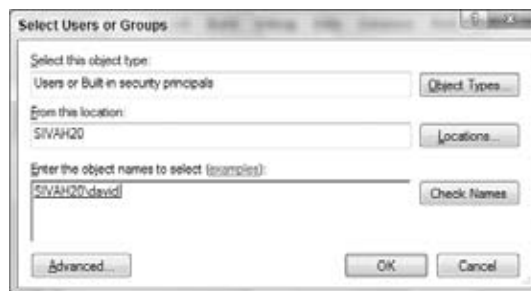 Select Users or Groups
Select this object type:
Users or Built-in security principals
Object Types...
From this location:
SIVAH20
Locations...
Enter the object names to select (examples):
SIVAH20\david
Check Names
Advanced...
OK
Cancel